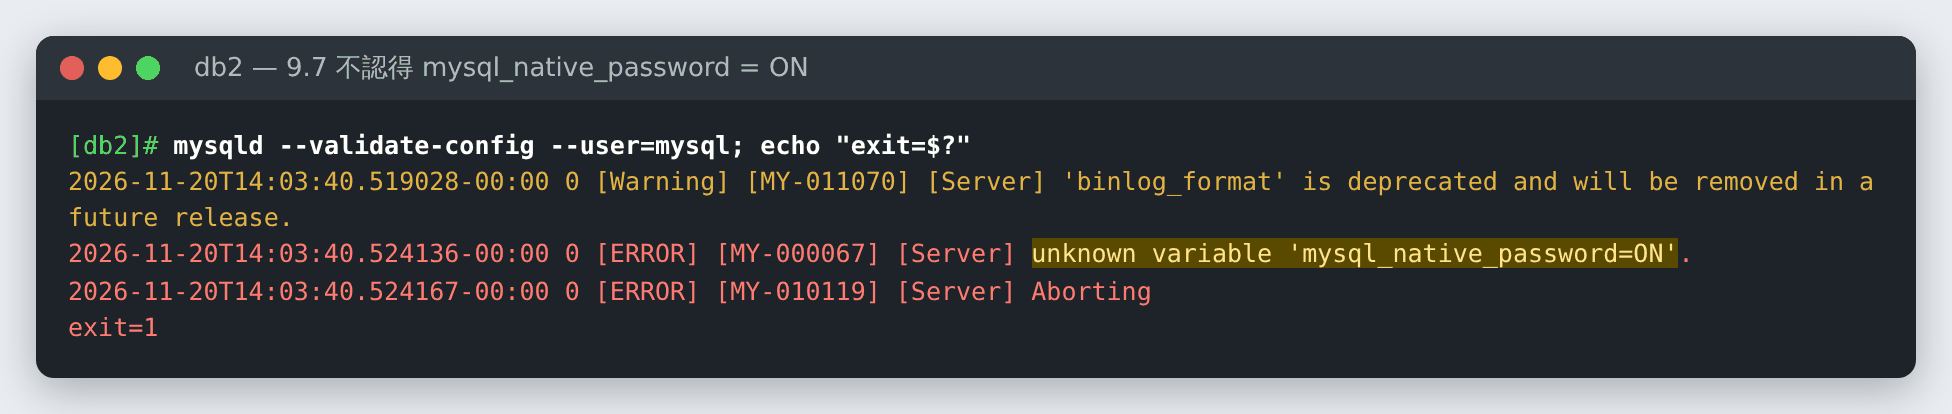 db2 — 9.7 不認得 mysql_native_password = ON
[db2]# mysqld --validate-config --user=mysql; echo "exit=$?"
2026-11-20T14:03:40.519028-00:00 0 [Warning] [MY-011070] [Server] 'binlog_format' is deprecated and will be removed in a
future release.
2026-11-20T14:03:40.524136-00:00 0 [ERROR] [MY-000067] [Server] unknown variable 'mysql_native_password=ON'.
2026-11-20T14:03:40.524167-00:00 0 [ERROR] [MY-010119] [Server] Aborting
exit=1